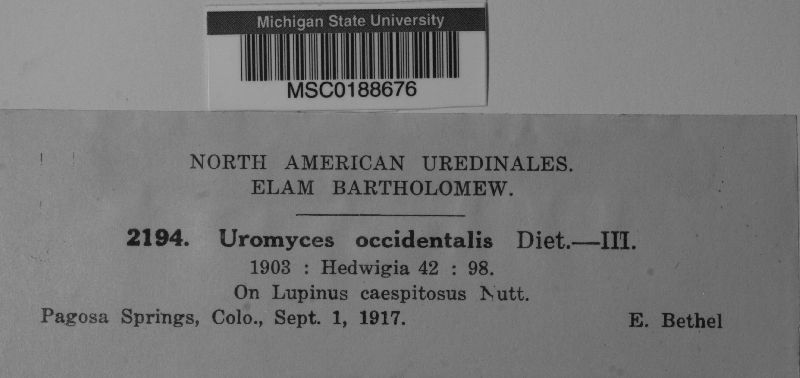 Michigan State University
MSC0188676
NORTH AMERICAN UREDINALES.
ELAM BARTHOLOMEW.
2194. Uromyces occidentalis Diet.—III.
1903 : Hedwigia 42 : 98.
On Lupinus caespitosus Nutt.
Pagosa Springs, Colo., Sept. 1, 1917. E. Bethel